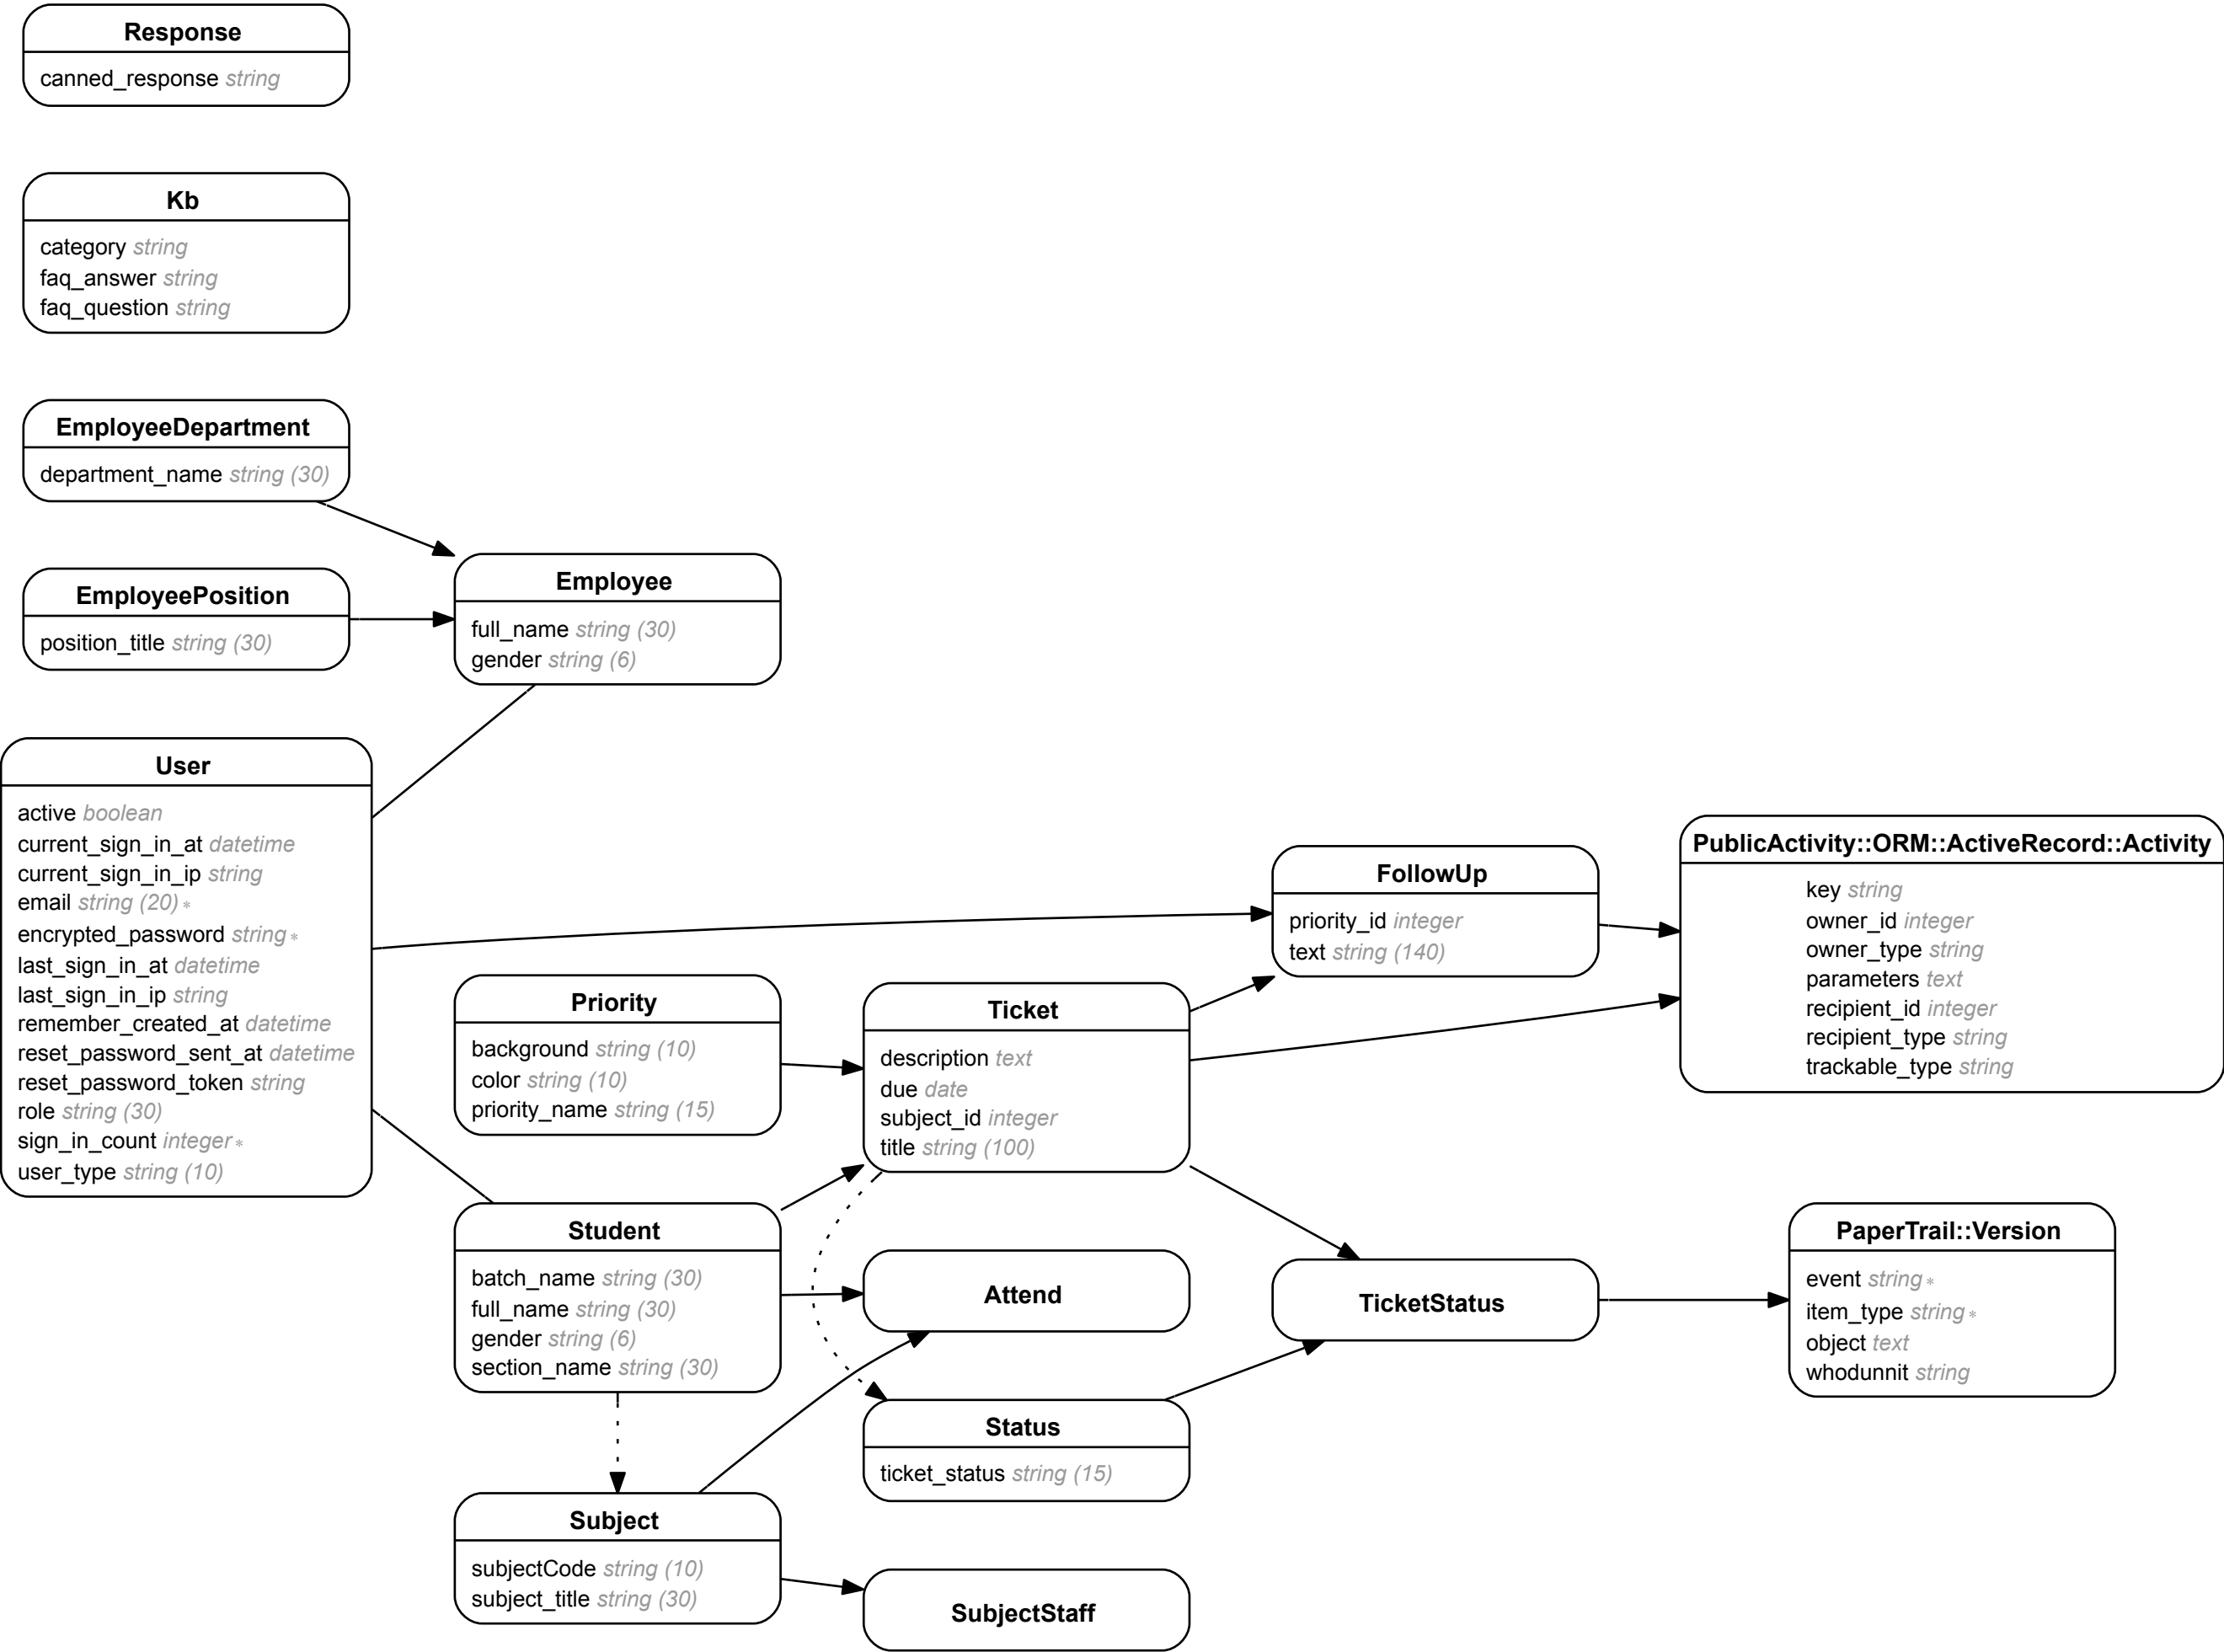 Response
canned_response string
Kb
category string
faq_answer string
faq_question string
EmployeeDepartment
department_name string (30)
EmployeePosition
position_title string (30)
Employee
full_name string (30)
gender string (6)
User
active boolean
current_sign_in_at datetime
current_sign_in_ip string
email string (20) *
encrypted_password string *
last_sign_in_at datetime
last_sign_in_ip string
remember_created_at datetime
reset_password_sent_at datetime
reset_password_token string
role string (30)
sign_in_count integer *
user_type string (10)
FollowUp
priority_id integer
text string (140)
PublicActivity::ORM::ActiveRecord::Activity
key string
owner_id integer
owner_type string
parameters text
recipient_id integer
recipient_type string
trackable_type string
Priority
background string (10)
color string (10)
priority_name string (15)
Ticket
description text
due date
subject_id integer
title string (100)
Student
batch_name string (30)
full_name string (30)
gender string (6)
section_name string (30)
Attend
TicketStatus
PaperTrail::Version
event string *
item_type string *
object text
whodunnit string
Status
ticket_status string (15)
Subject
subjectCode string (10)
subject_title string (30)
SubjectStaff